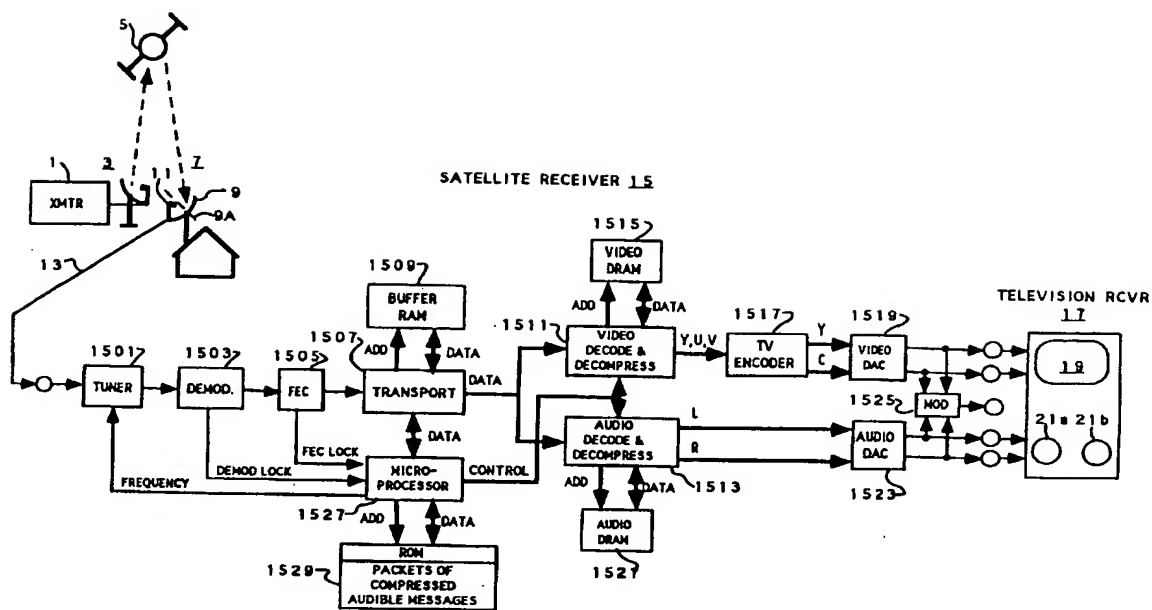 5
1
3
11
7
9
9A
XMTR
13
SATELLITE RECEIVER 15
1515
VIDEO
DRAM
1509
BUFFER
RAM
ADD
DATA
TELEVISION RCVR
17
1501
1503
1505
1507
ADD
DATA
1511
VIDEO
DECODE &
DECOMPRESS
Y,U,V
1517
TV
ENCODER
Y
C
1519
VIDEO
DAC
19
TUNER
DEMOD.
FEC
TRANSPORT
DATA
1525
MOD
21a
21b
DATA
FEC LOCK
DEMOD LOCK
FREQUENCY
MICRO-
PROCESSOR
CONTROL
AUDIO
DECODE &
DECOMPRESS
L
R
AUDIO
DAC
1513
1523
1527
ADD
DATA
ADD
DATA
AUDIO
DRAM
1521
ROM
1529
PACKETS OF
COMPRESSED
AUDIBLE MESSAGES